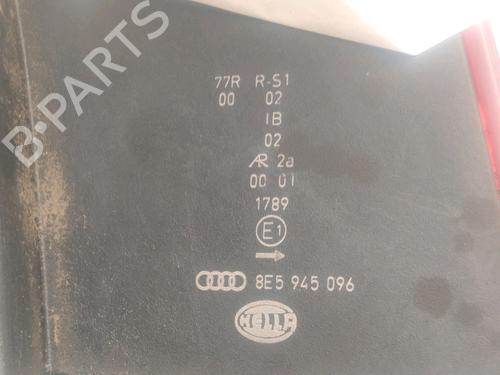 77R R-S1
00 02
IB
02
AR 2a
00 01
1789
E1
8E5 945 096
HELLA
B-PARTS